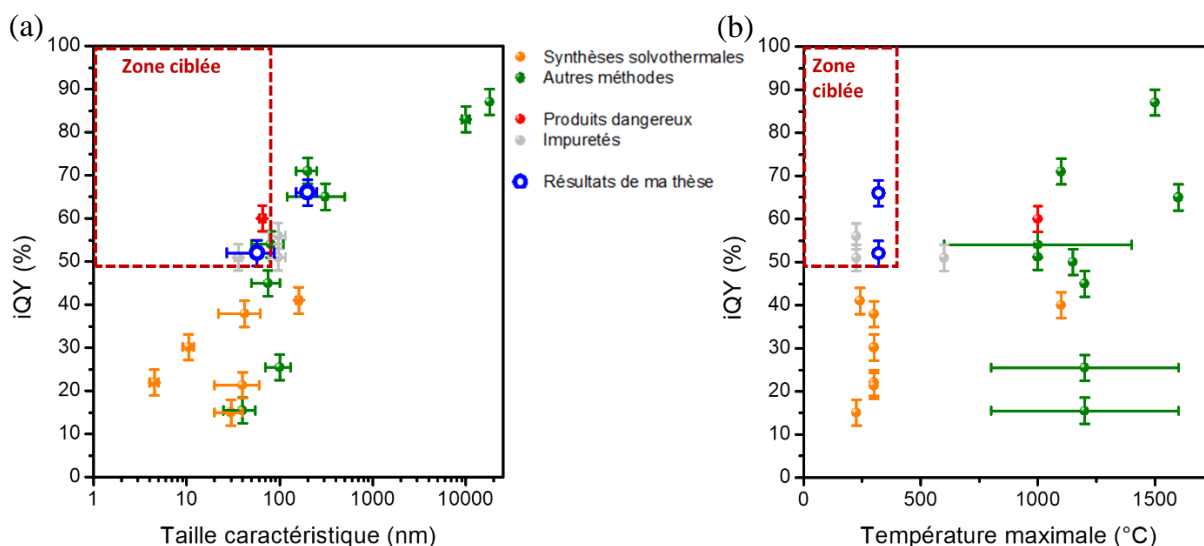 (a)
100
90
80
70
60
50
40
30
20
10
0
iQY (%)
Zone ciblée
1
10
100
1000
10000
Taille caractéristique (nm)
Synthèses solvothermales
Autres méthodes
Produits dangereux
Impuretés
Résultats de ma thèse
(b)
100
90
80
70
60
50
40
30
20
10
0
iQY (%)
Zone
ciblée
0
500
1000
1500
Température maximale (°C)